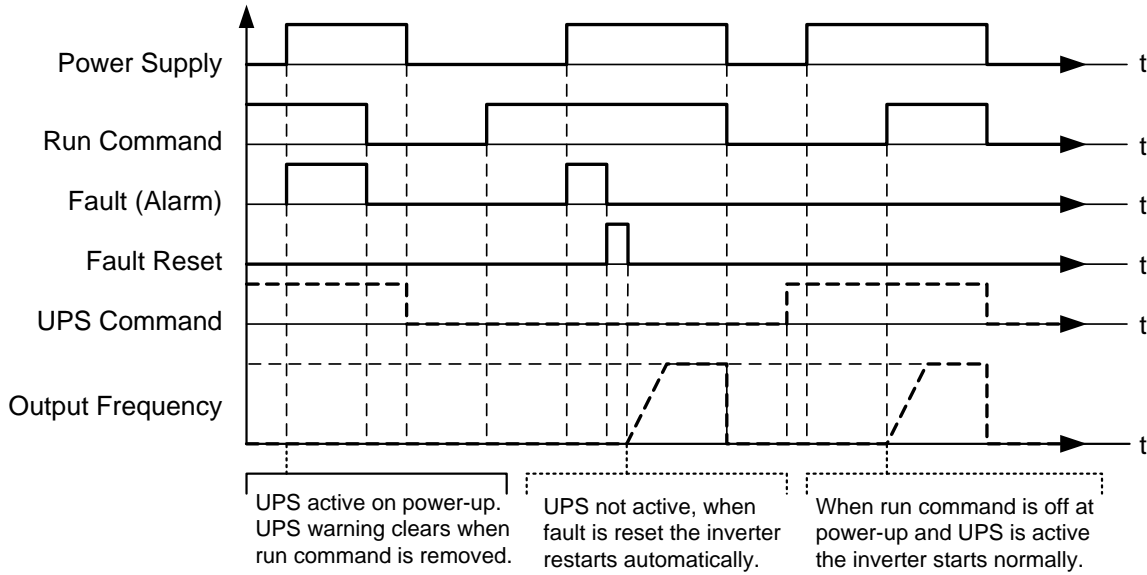 Power Supply
t
Run Command
t
Fault (Alarm)
t
Fault Reset
t
UPS Command
t
Output Frequency
t
UPS active on power-up.
UPS warning clears when
run command is removed.
UPS not active, when
fault is reset the inverter
restarts automatically.
When run command is off at
power-up and UPS is active
the inverter starts normally.